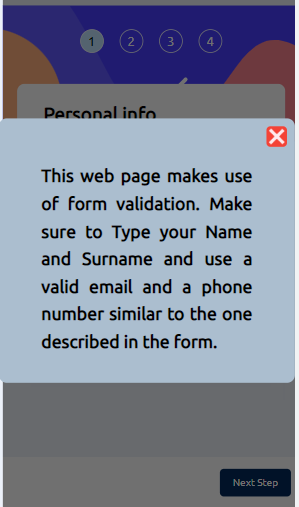 1 2 3 4
Personal info
This web page makes use
of form validation. Make
sure to Type your Name
and Surname and use a
valid email and a phone
number similar to the one
described in the form.
Next Step